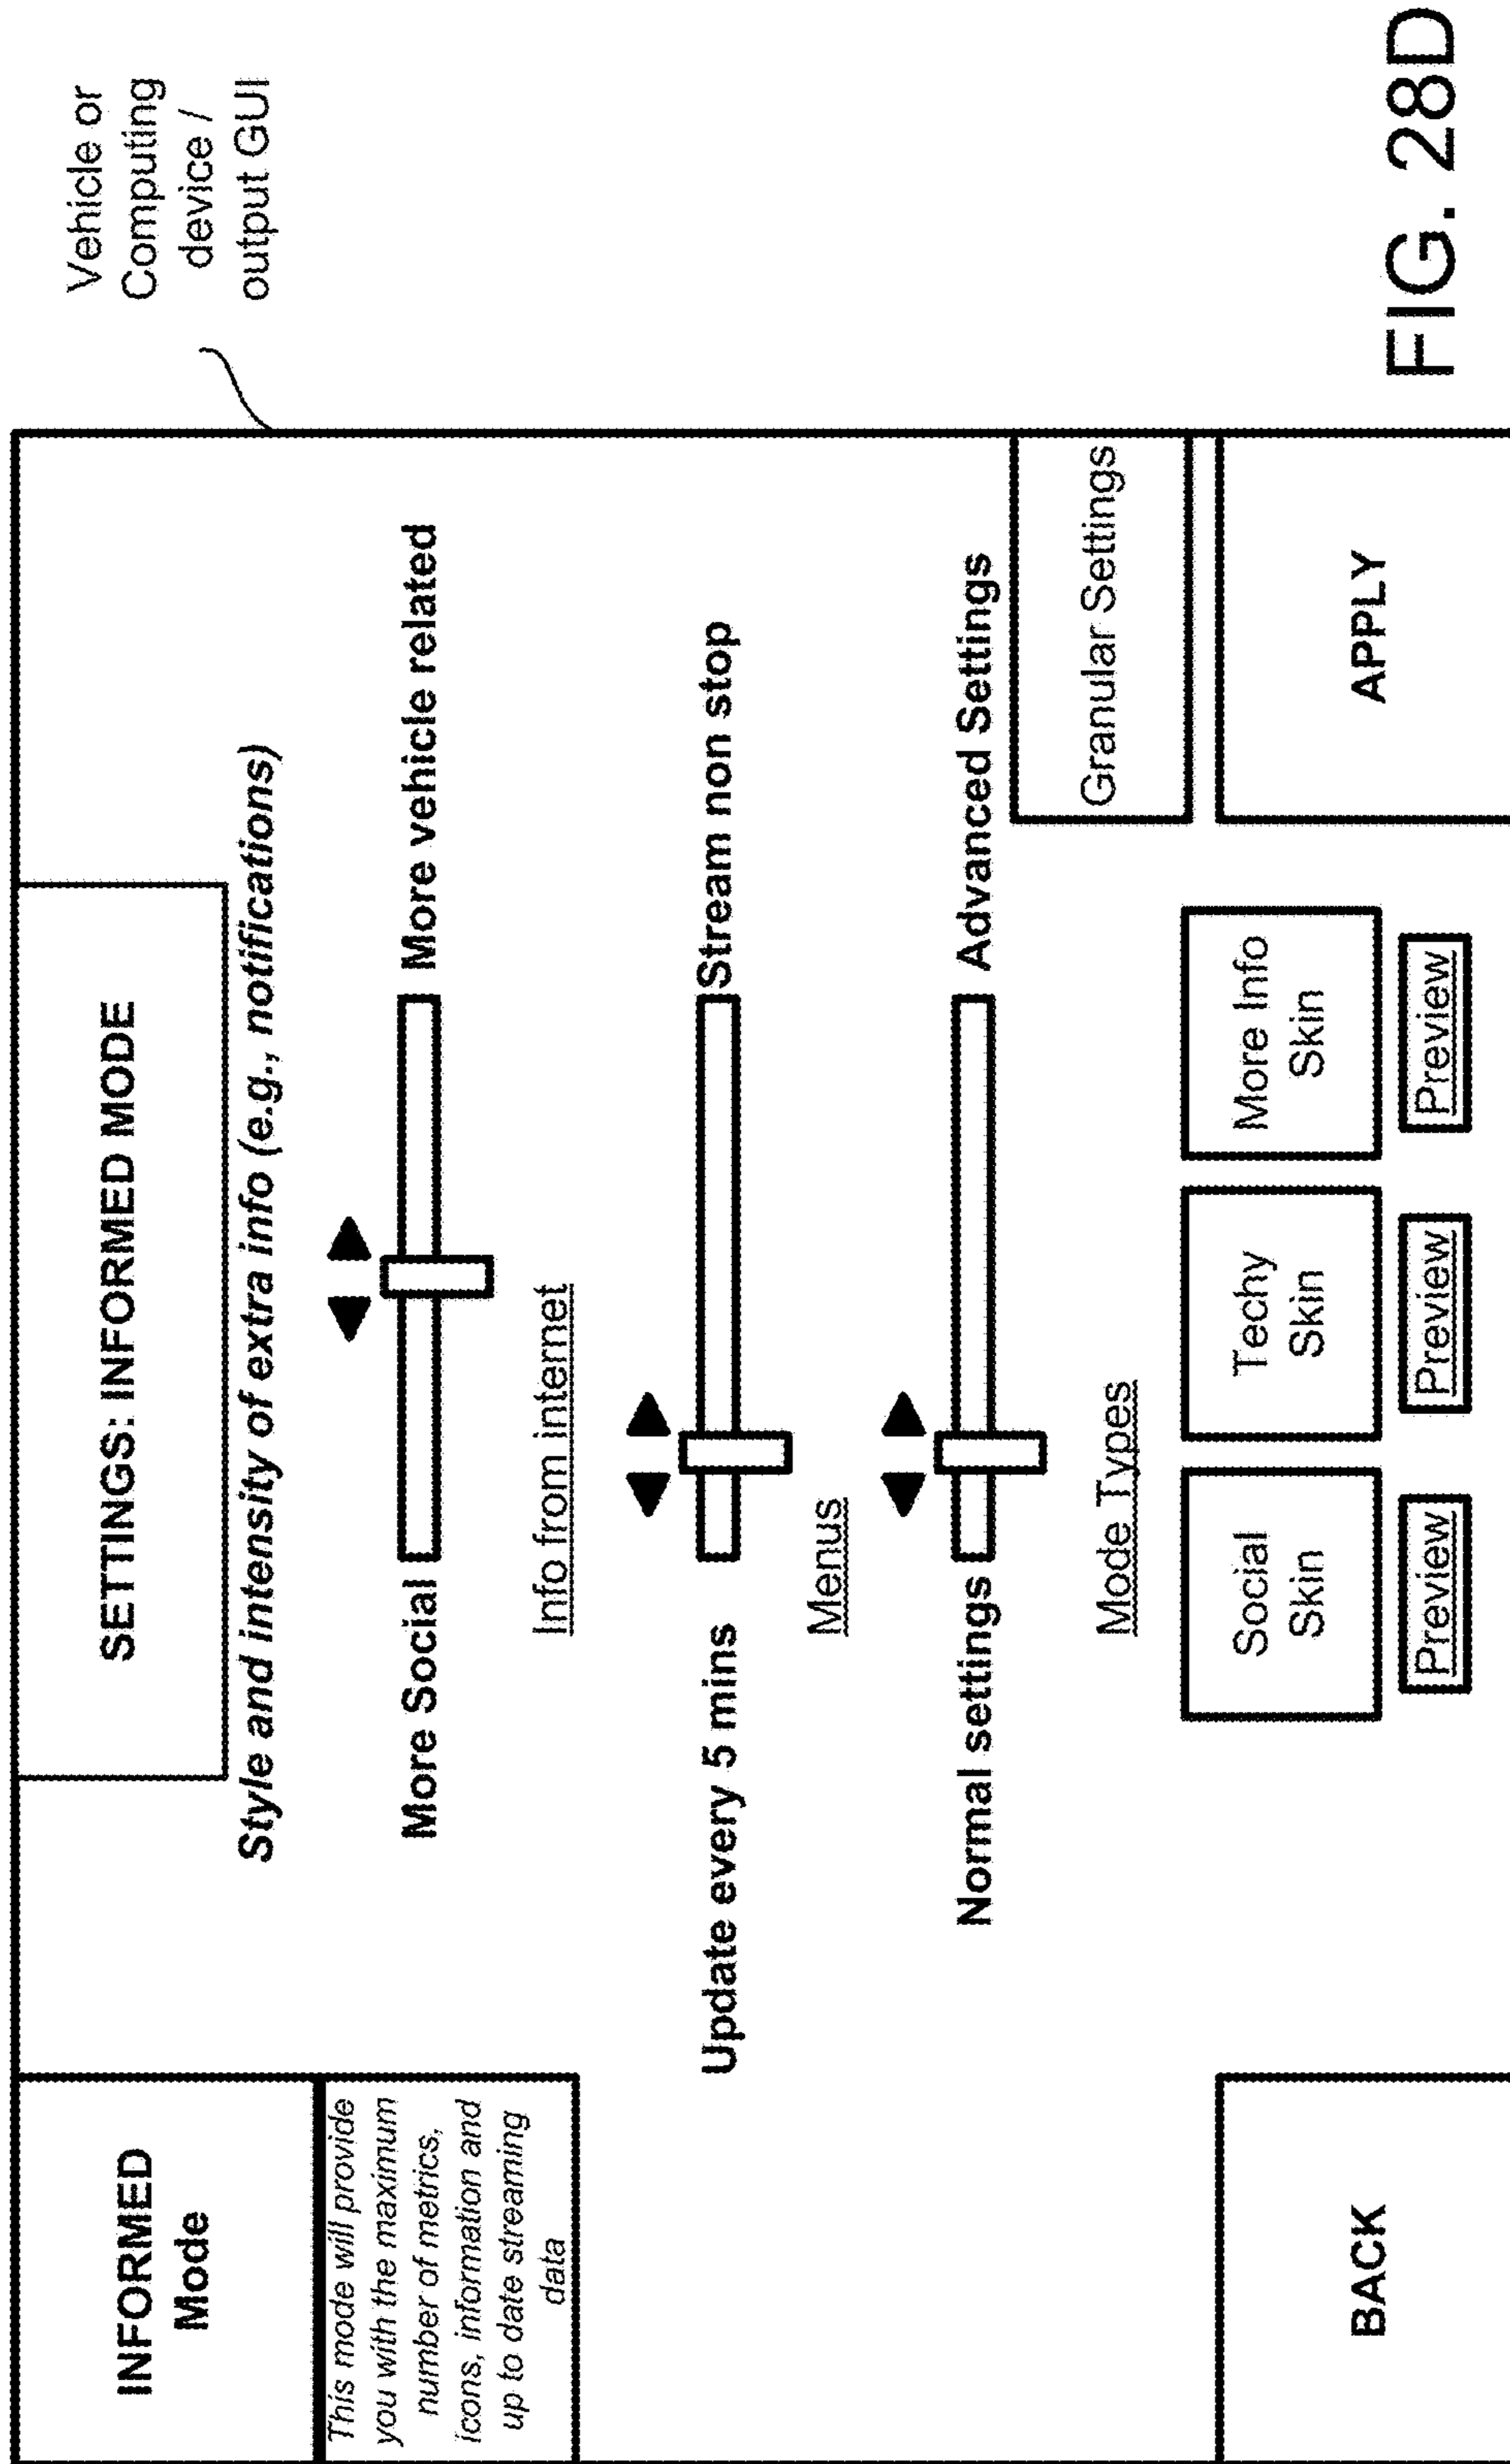 INFORMED
Mode
This mode will provide
you with the maximum
number of metrics,
icons, information and
up to date streaming
data
SETTINGS: INFORMED MODE
Style and intensity of extra info (e.g., notifications)
More Social
More vehicle related
Info from internet
Update every 5 mins
Stream non stop
Menus
Normal settings
Advanced Settings
Mode Types
Granular Settings
Social
Skin
Techy
Skin
More Info
Skin
Preview
Preview
Preview
BACK
APPLY
Vehicle or
Computing
device /
output GUI
FIG. 28D